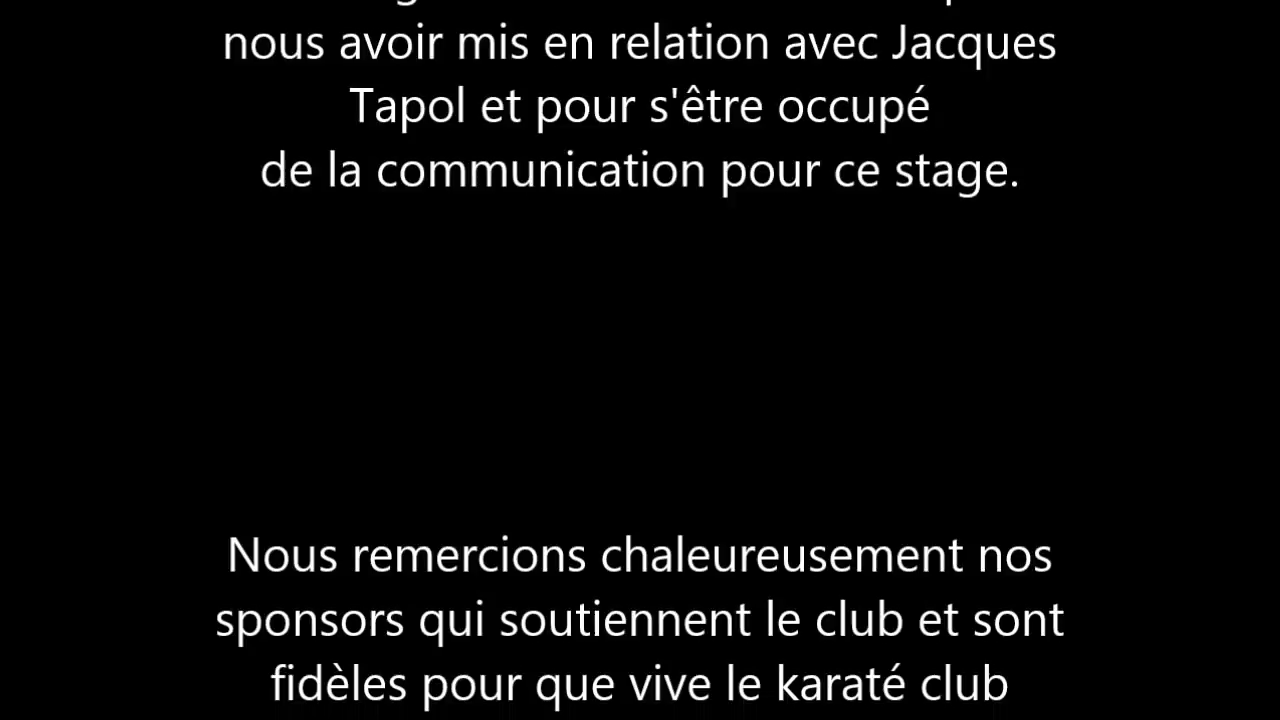 nous avoir mis en relation avec Jacques
Tapol et pour s'être occupé
de la communication pour ce stage.
Nous remercions chaleureusement nos
sponsors qui soutiennent le club et sont
fidèles pour que vive le karaté club